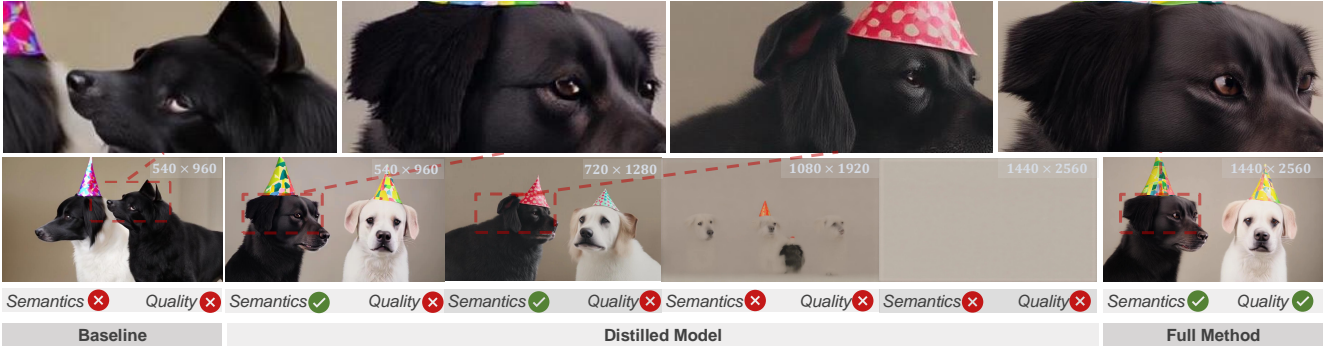 540 × 960
540 × 960
720 × 1280
1080 × 1920
1440 × 2560
1440 × 2560
Semantics Quality Semantics Quality Semantics Quality Semantics Quality Semantics Quality Semantics Quality
Baseline Distilled Model Full Method